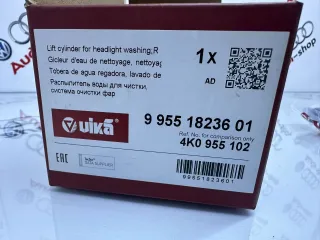 Lift cylinder for headlight washing;R
Gicleur d'eau de nettoyage, nettoyag
Tobera de agua regadora, lavado de
Распылитель воды для чистки,
система очистки фар
1x
AD
vika
9 955 18236 01
Ref. No. for comparison only
4K0 955 102
EAC
99551823601